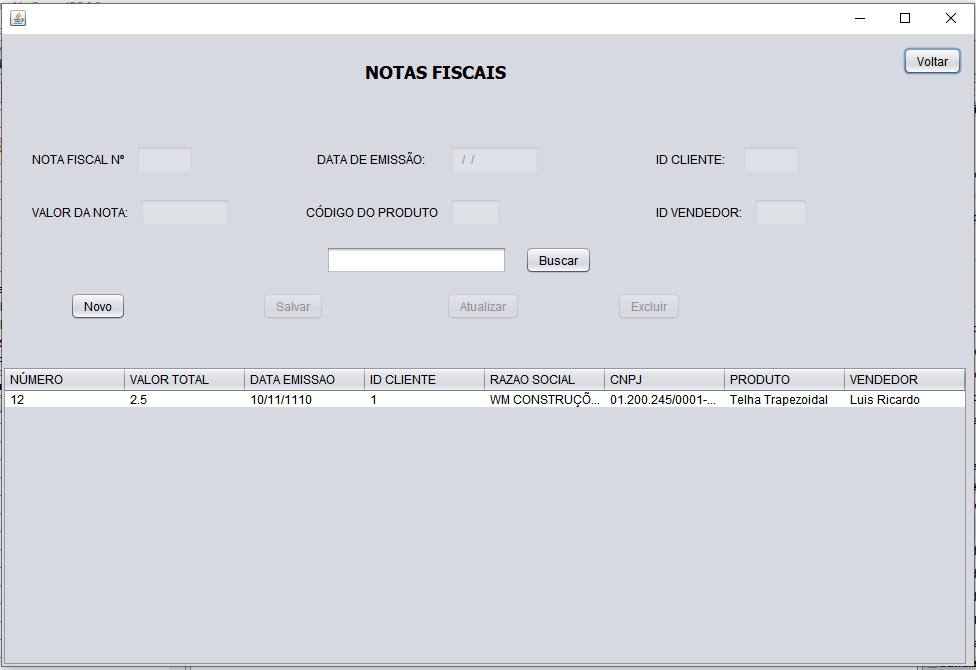 Voltar
NOTAS FISCAIS
NOTA FISCAL Nº DATA DE EMISSÃO: / / ID CLIENTE:
VALOR DA NOTA: CÓDIGO DO PRODUTO ID VENDEDOR:
Buscar
Novo Salvar Atualizar Excluir
NÚMERO VALOR TOTAL DATA EMISSAO ID CLIENTE RAZAO SOCIAL CNPJ PRODUTO VENDEDOR
12 2.5 10/11/1110 1 WM CONSTRUÇÕ... 01.200.245/0001-... Telha Trapezoidal Luis Ricardo